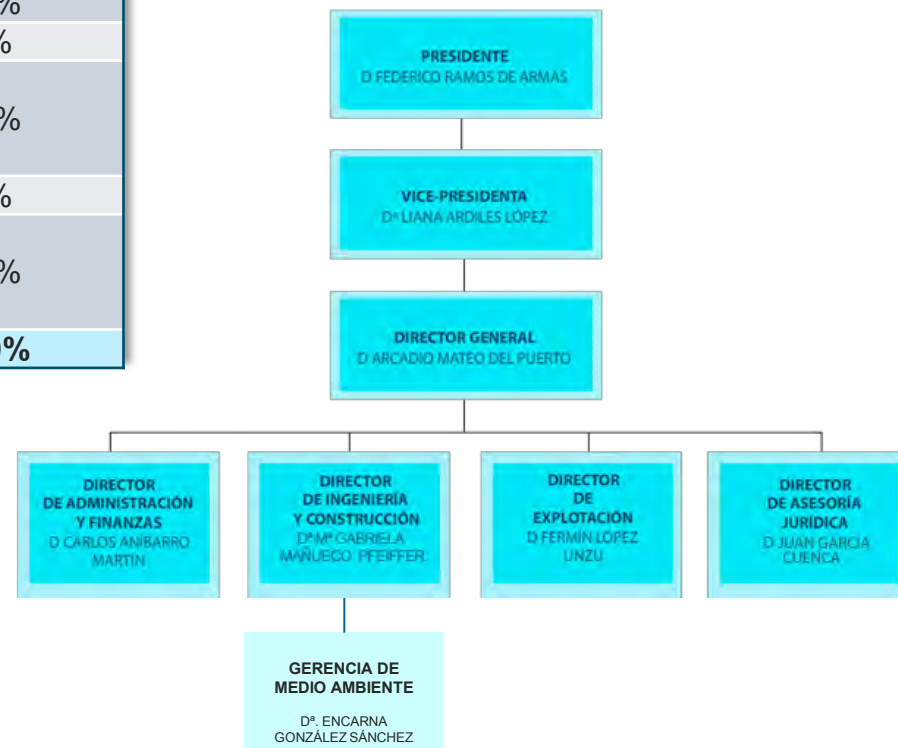 %
%
%
%
%
%
PRESIDENTE
D FEDERICO RAMOS DE ARMAS
VICE-PRESIDENTA
Dª LIANA ARDILES LÓPEZ
DIRECTOR GENERAL
D ARCADIO MATEO DEL PUERTO
DIRECTOR
DE ADMINISTRACIÓN
Y FINANZAS
D CARLOS ANÍBARRO
MARTÍN
DIRECTOR
DE INGENIERÍA
Y CONSTRUCCIÓN
Dª Mª GABRIELA
MAÑUECO PFEIFFER
DIRECTOR
DE
EXPLOTACIÓN
D FERMÍN LÓPEZ
UNZU
DIRECTOR
DE ASESORÍA
JURÍDICA
D JUAN GARCÍA
CUENCA
GERENCIA DE
MEDIO AMBIENTE
Dª. ENCARNA
GONZÁLEZ SÁNCHEZ